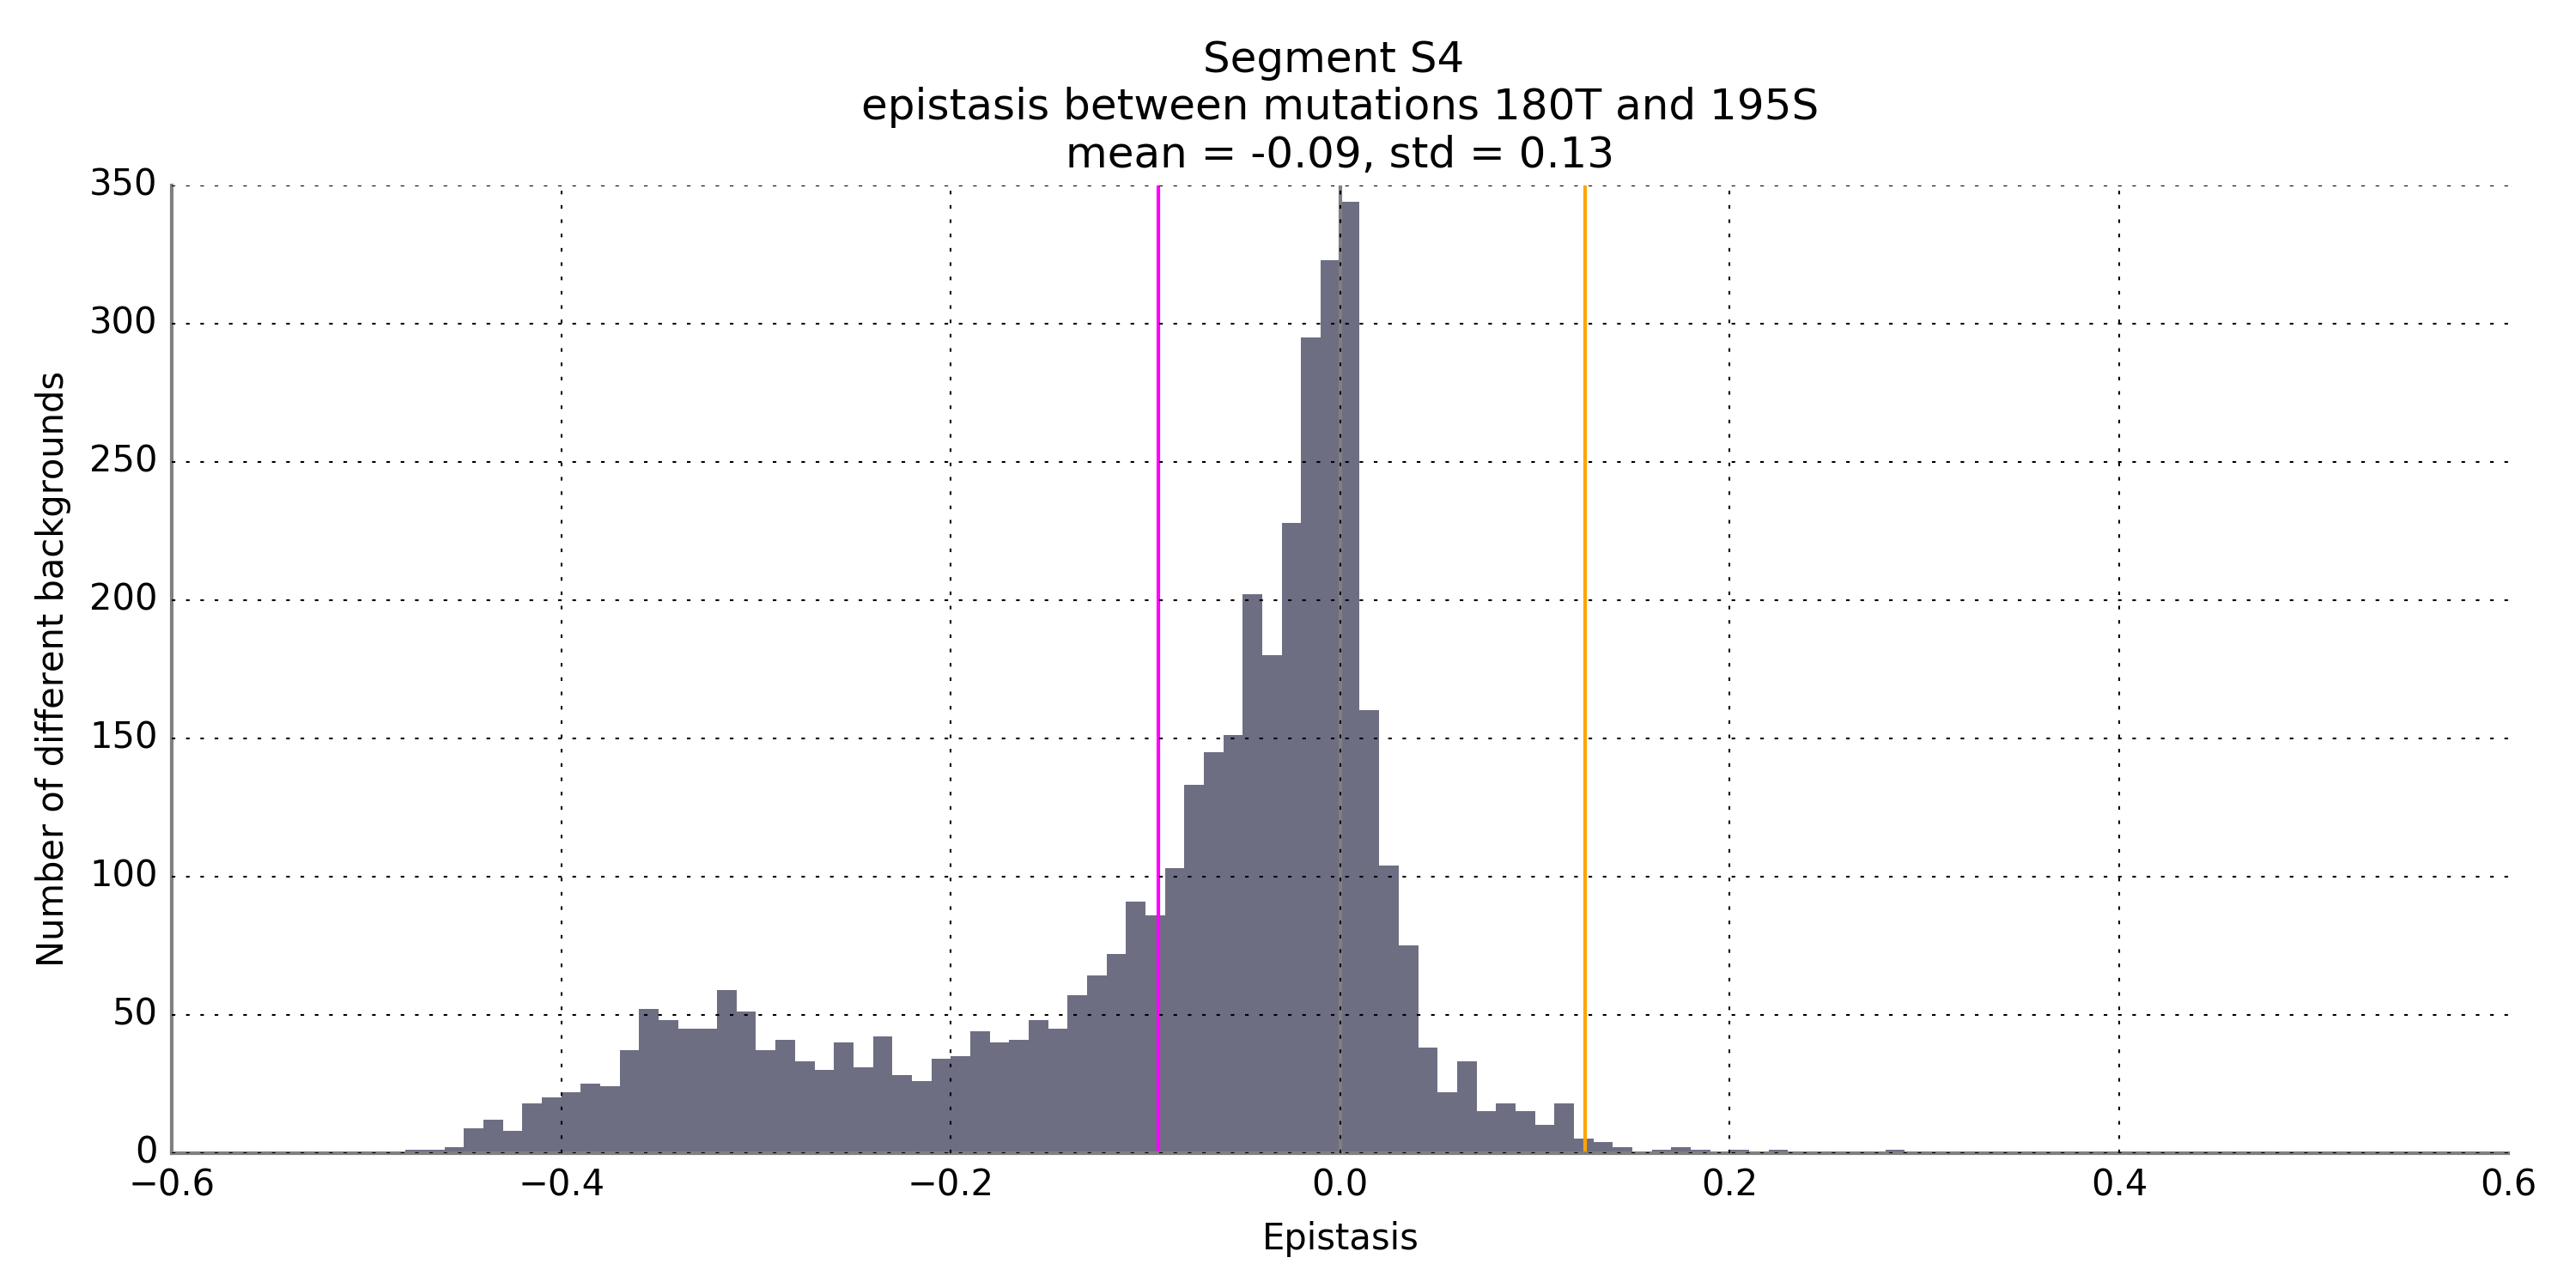 Segment S4
epistasis between mutations 180T and 195S
mean = -0.09, std = 0.13
Number of different backgrounds
350
300
250
200
150
100
50
0
−0.6 −0.4 −0.2 0.0 0.2 0.4 0.6
Epistasis